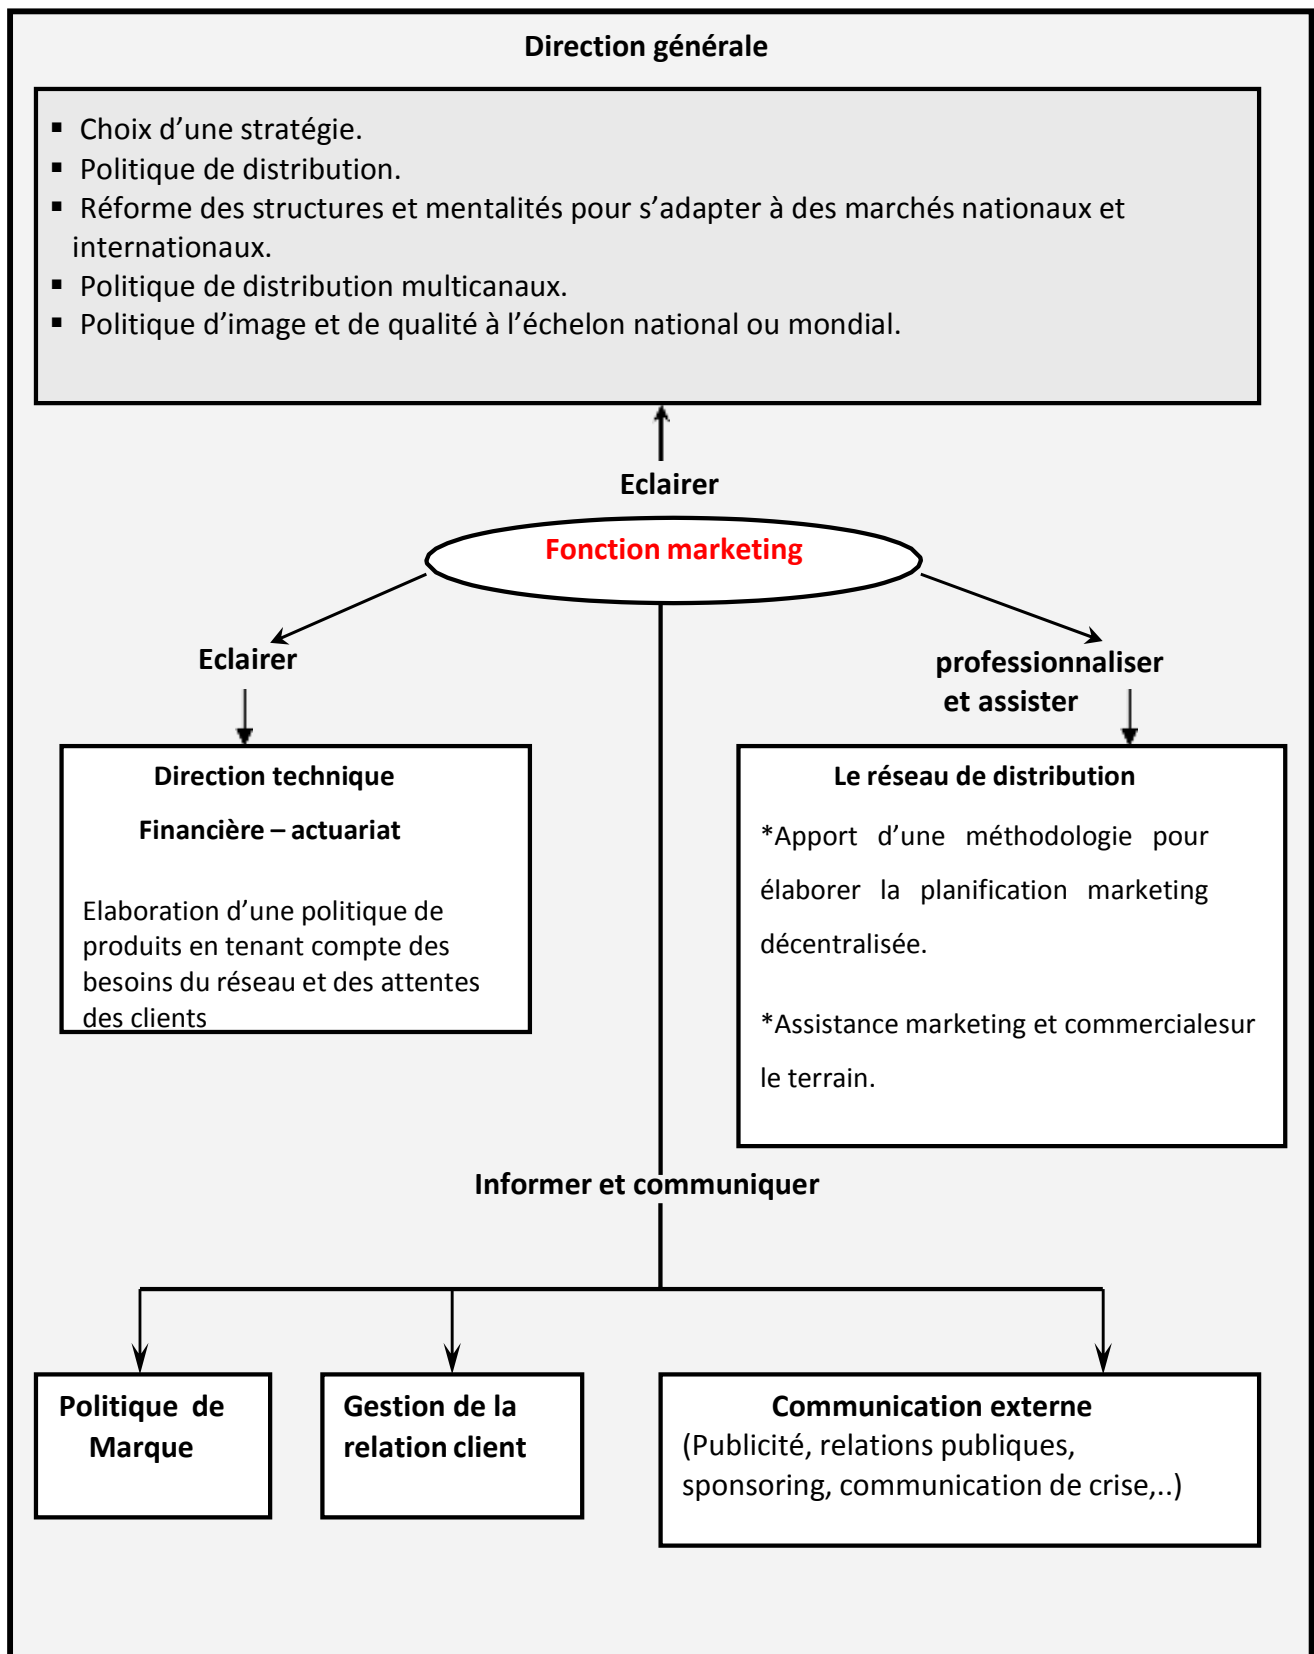 Direction générale
▪ Choix d’une stratégie.
▪ Politique de distribution.
▪ Réforme des structures et mentalités pour s’adapter à des marchés nationaux et
internationaux.
▪ Politique de distribution multicanaux.
▪ Politique d’image et de qualité à l’échelon national ou mondial.
Eclairer
Fonction marketing
Eclairer
professionnaliser
et assister
Direction technique
Financière – actuariat
Elaboration d’une politique de
produits en tenant compte des
besoins du réseau et des attentes
des clients
Le réseau de distribution
*Apport d’une méthodologie pour
élaborer la planification marketing
décentralisée.
*Assistance marketing et commercialesur
le terrain.
Informer et communiquer
Politique de
Marque
Gestion de la
relation client
Communication externe
(Publicité, relations publiques,
sponsoring, communication de crise,..)